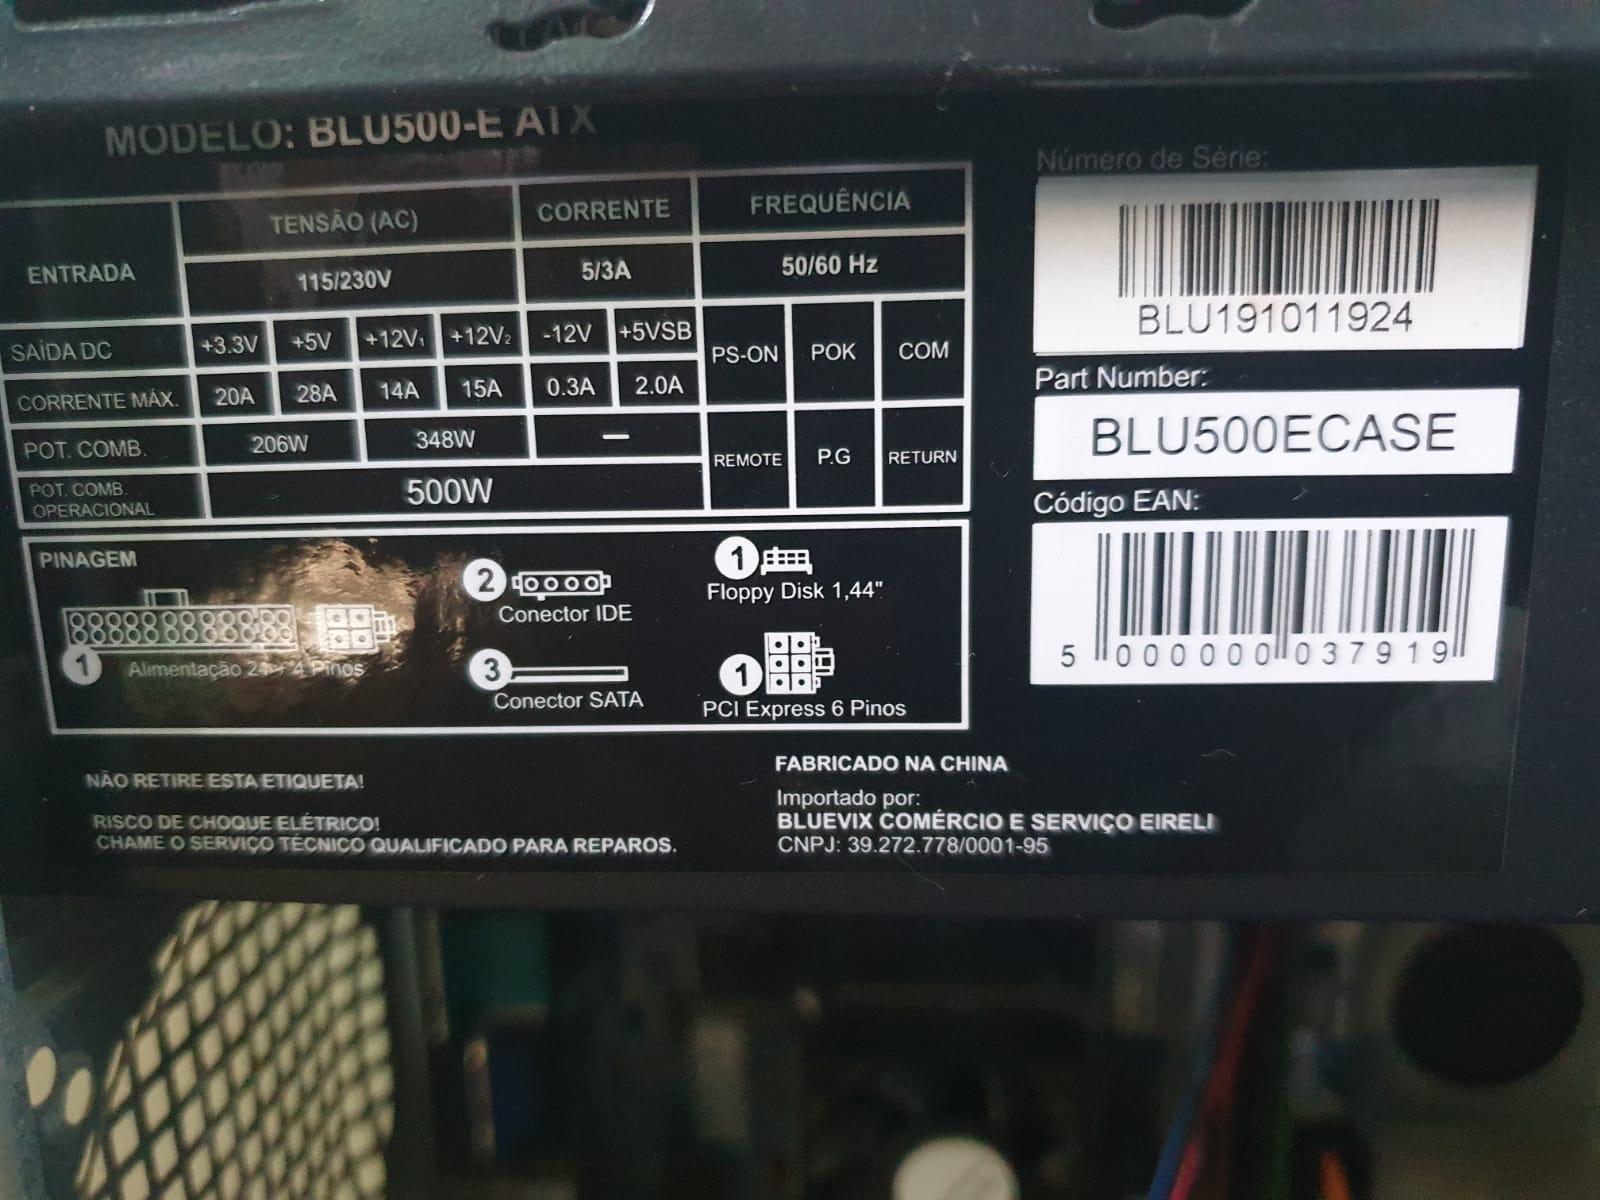 MODELO: BLU500-E ATX
ENTRADA
TENSÃO (AC) CORRENTE FREQUÊNCIA
115/230V 5/3A 50/60 Hz
SAÍDA DC +3.3V +5V +12V₁ +12V₂ -12V +5VSB PS-ON POK COM
CORRENTE MÁX. 20A 28A 14A 15A 0.3A 2.0A
POT. COMB. 206W 348W — REMOTE P.G RETURN
POT. COMB. OPERACIONAL 500W
PINAGEM
1 Alimentação 24 + 4 Pinos
2 Conector IDE
3 Conector SATA
1 Floppy Disk 1,44"
1 PCI Express 6 Pinos
NÃO RETIRE ESTA ETIQUETA!
RISCO DE CHOQUE ELÉTRICO!
CHAME O SERVIÇO TÉCNICO QUALIFICADO PARA REPAROS.
FABRICADO NA CHINA
Importado por:
BLUEVIX COMÉRCIO E SERVIÇO EIRELI
CNPJ: 39.272.778/0001-95
Número de Série:
BLU191011924
Part Number:
BLU500ECASE
Código EAN:
5 000000 037919